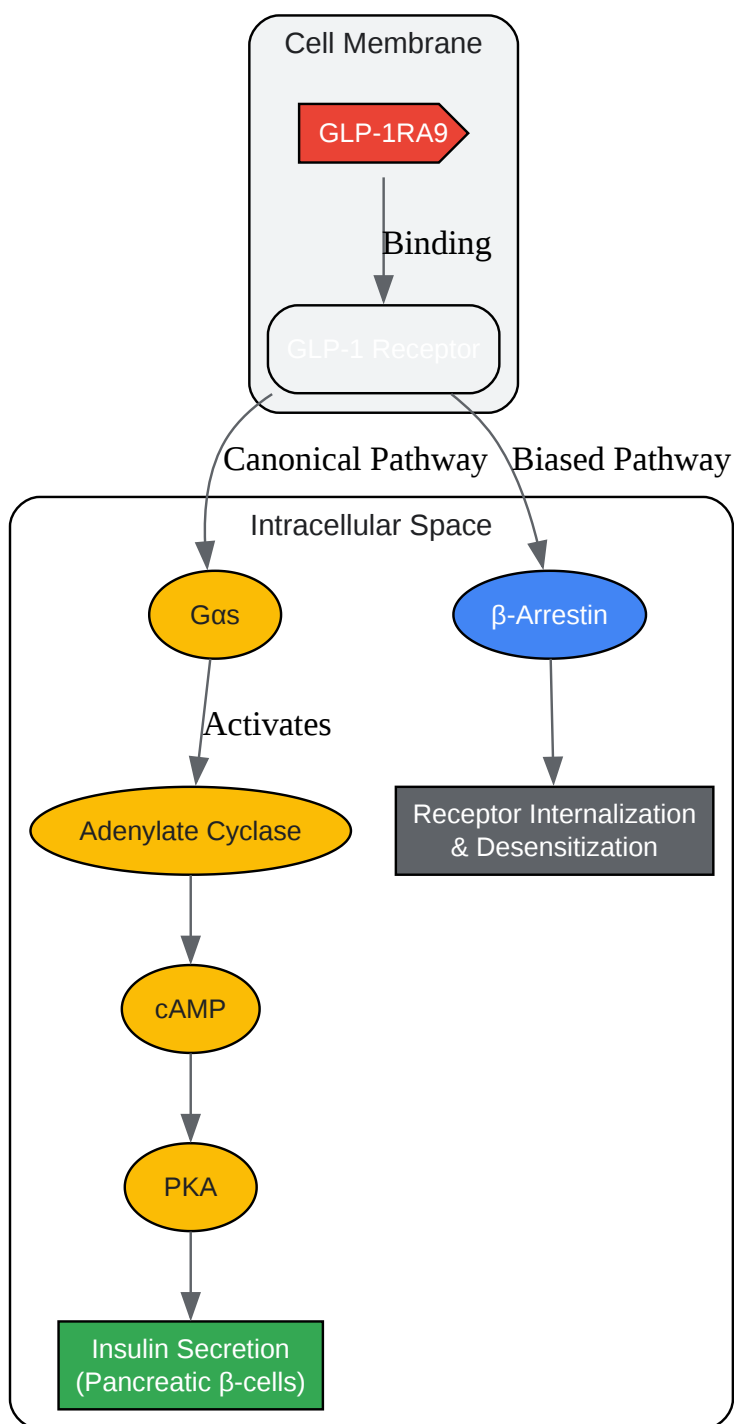 Cell Membrane
GLP-1RA9
Binding
GLP-1 Receptor
Canonical Pathway
Biased Pathway
Intracellular Space
Gαs
β-Arrestin
Activates
Adenylate Cyclase
Receptor Internalization
& Desensitization
cAMP
PKA
Insulin Secretion
(Pancreatic β-cells)